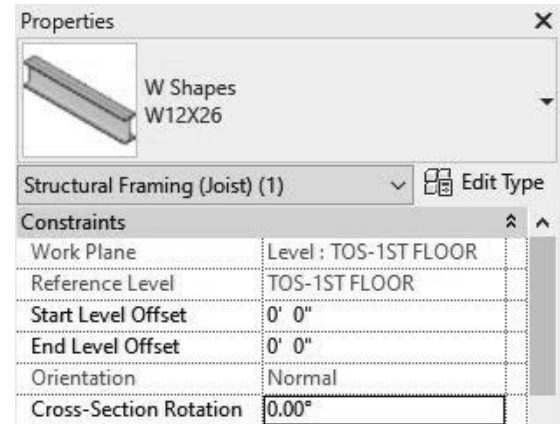 Properties
W Shapes
W12X26
Structural Framing (Joist) (1) Edit Type
Constraints
Work Plane Level : TOS-1ST FLOOR
Reference Level TOS-1ST FLOOR
Start Level Offset 0' 0"
End Level Offset 0' 0"
Orientation Normal
Cross-Section Rotation 0.00°